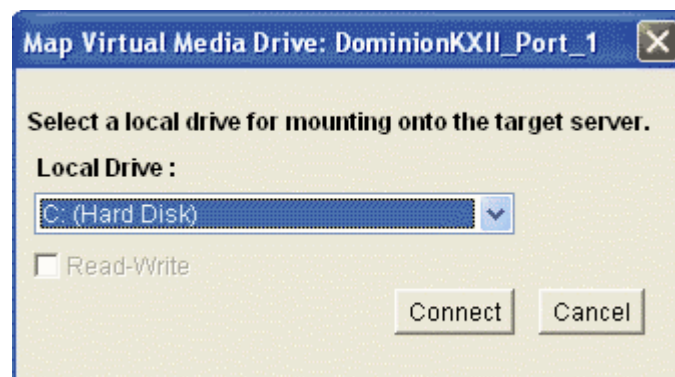 Map Virtual Media Drive: DominionKXII_Port_1
Select a local drive for mounting onto the target server.
Local Drive :
C: (Hard Disk)
Read-Write
Connect Cancel